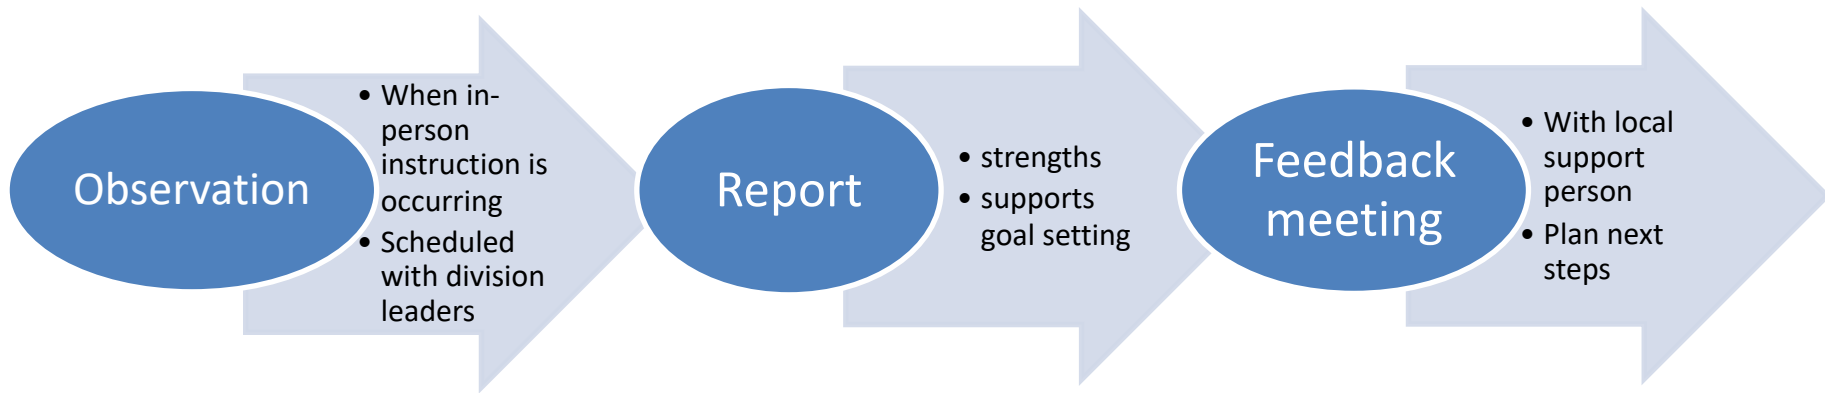 Observation
• When in-
person
instruction is
occurring
• Scheduled
with division
leaders
Report
• strengths
• supports
goal setting
Feedback
meeting
• With local
support
person
• Plan next
steps